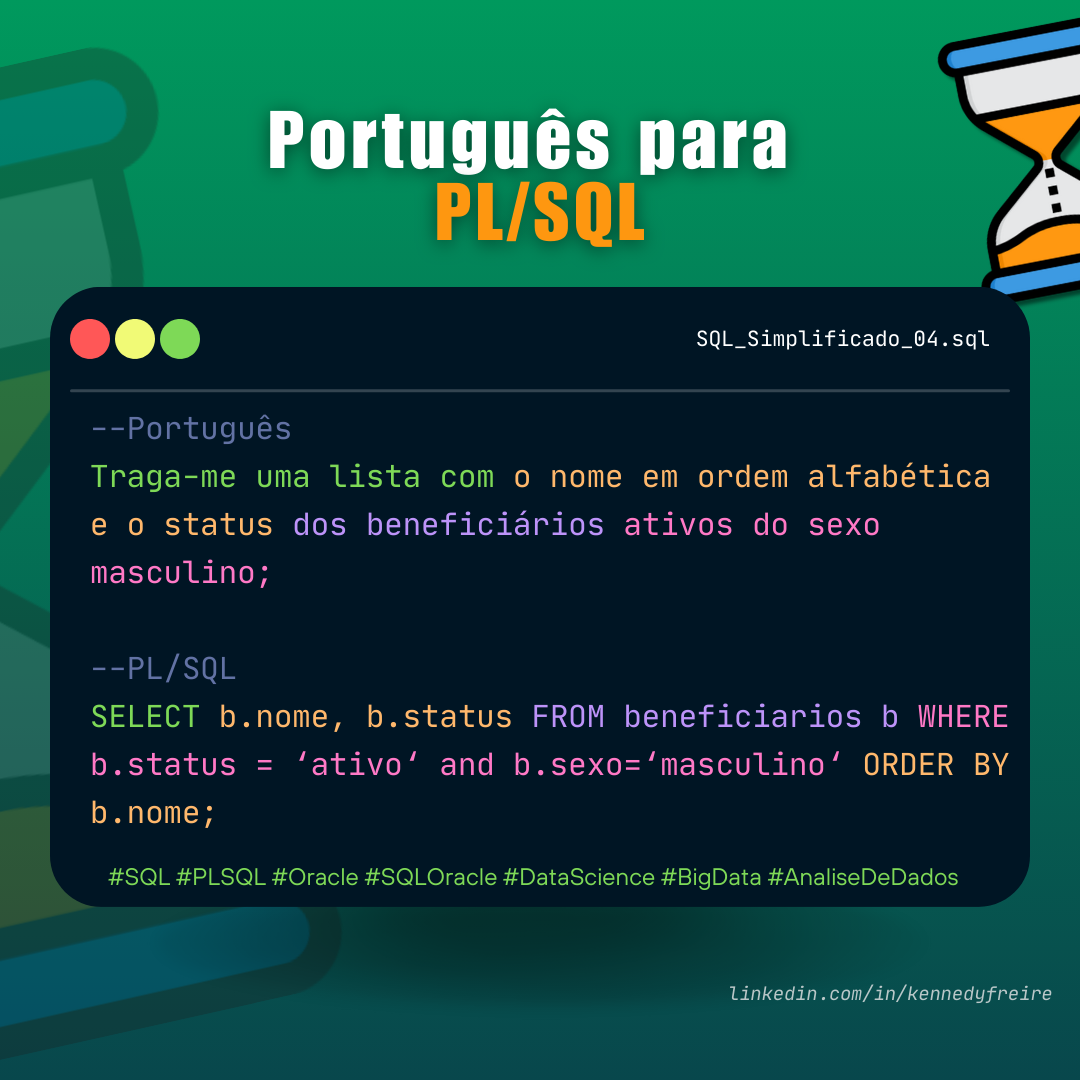 Português para
PL/SQL
SQL_Simplificado_04.sql
--Português
Traga-me uma lista com o nome em ordem alfabética
e o status dos beneficiários ativos do sexo
masculino;
--PL/SQL
SELECT b.nome, b.status FROM beneficiarios b WHERE
b.status = ‘ativo‘ and b.sexo=‘masculino‘ ORDER BY
b.nome;
#SQL #PLSQL #Oracle #SQLOracle #DataScience #BigData #AnaliseDeDados
linkedin.com/in/kennedyfreire